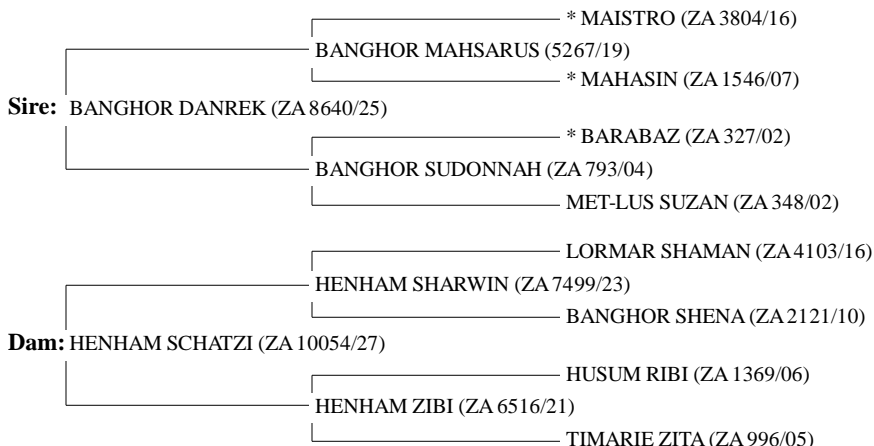 * MAISTRO (ZA 3804/16)
BANGHOR MAHSARUS (5267/19)
* MAHASIN (ZA 1546/07)
Sire: BANGHOR DANREK (ZA 8640/25)
* BARABAZ (ZA 327/02)
BANGHOR SUDONNAH (ZA 793/04)
MET-LUS SUZAN (ZA 348/02)
LORMAR SHAMAN (ZA 4103/16)
HENHAM SHARWIN (ZA 7499/23)
BANGHOR SHENA (ZA 2121/10)
Dam: HENHAM SCHATZI (ZA 10054/27)
HUSUM RIBI (ZA 1369/06)
HENHAM ZIBI (ZA 6516/21)
TIMARIE ZITA (ZA 996/05)